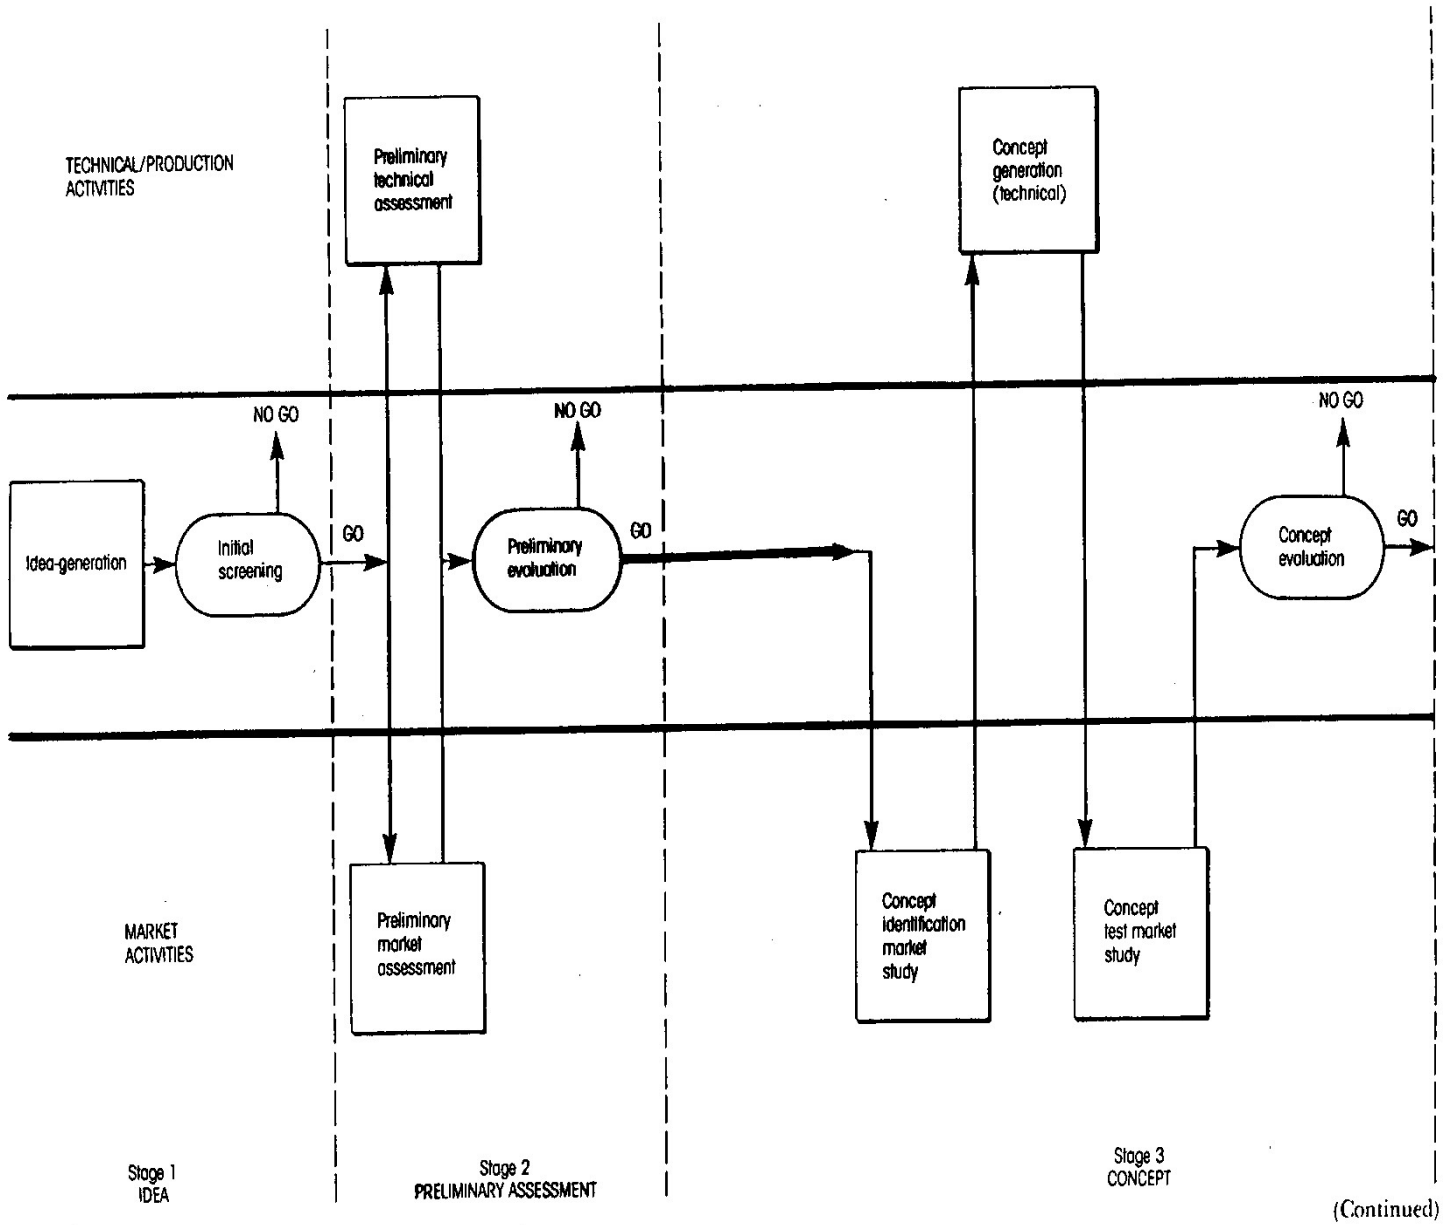 TECHNICAL/PRODUCTION
ACTIVITIES
Preliminary
technical
assessment
Concept
generation
(technical)
NO GO
NO GO
NO GO
Idea-generation
Initial
screening
GO
Preliminary
evaluation
GO
Concept
evaluation
GO
MARKET
ACTIVITIES
Preliminary
market
assessment
Concept
identification
market
study
Concept
test market
study
Stage 1
IDEA
Stage 2
PRELIMINARY ASSESSMENT
Stage 3
CONCEPT
(Continued)